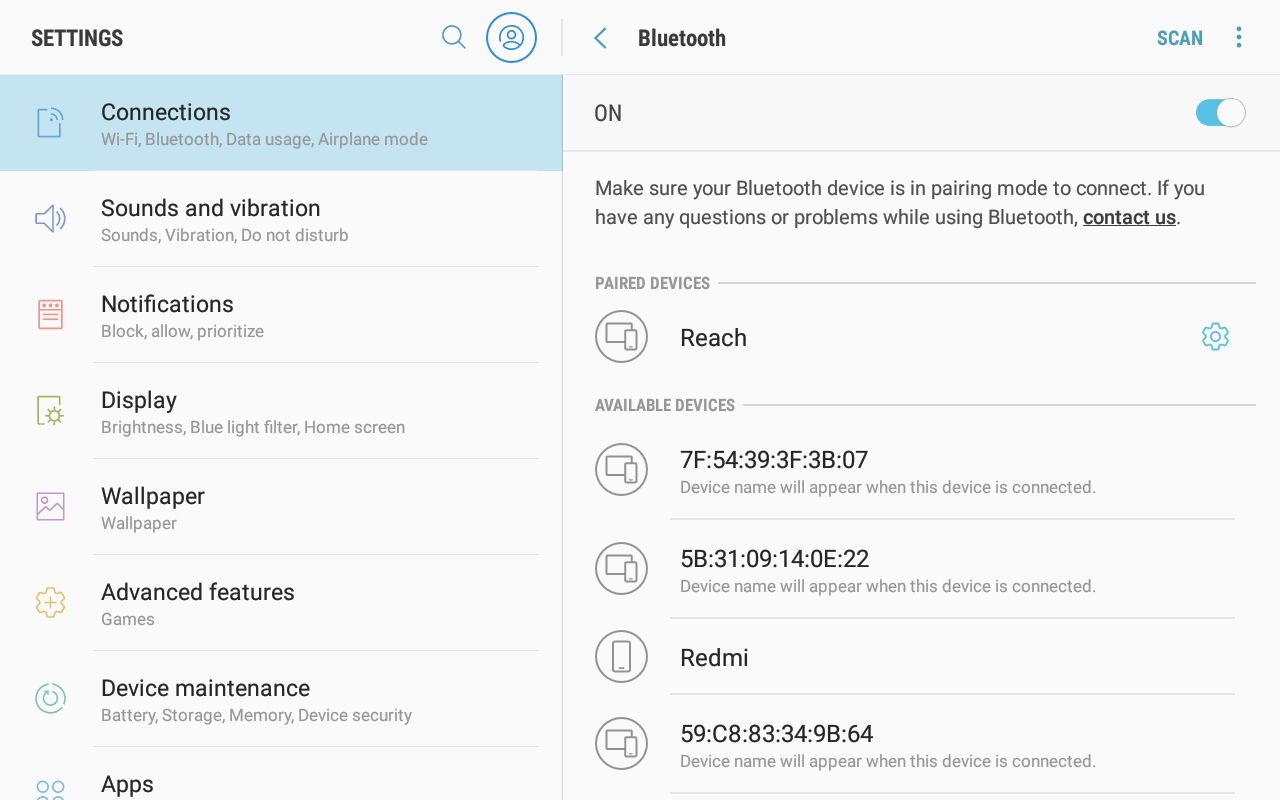 SETTINGS
Connections
Wi-Fi, Bluetooth, Data usage, Airplane mode
Sounds and vibration
Sounds, Vibration, Do not disturb
Notifications
Block, allow, prioritize
Display
Brightness, Blue light filter, Home screen
Wallpaper
Wallpaper
Advanced features
Games
Device maintenance
Battery, Storage, Memory, Device security
Apps
Bluetooth
SCAN
ON
Make sure your Bluetooth device is in pairing mode to connect. If you
have any questions or problems while using Bluetooth, contact us.
PAIRED DEVICES
Reach
AVAILABLE DEVICES
7F:54:39:3F:3B:07
Device name will appear when this device is connected.
5B:31:09:14:0E:22
Device name will appear when this device is connected.
Redmi
59:C8:83:34:9B:64
Device name will appear when this device is connected.